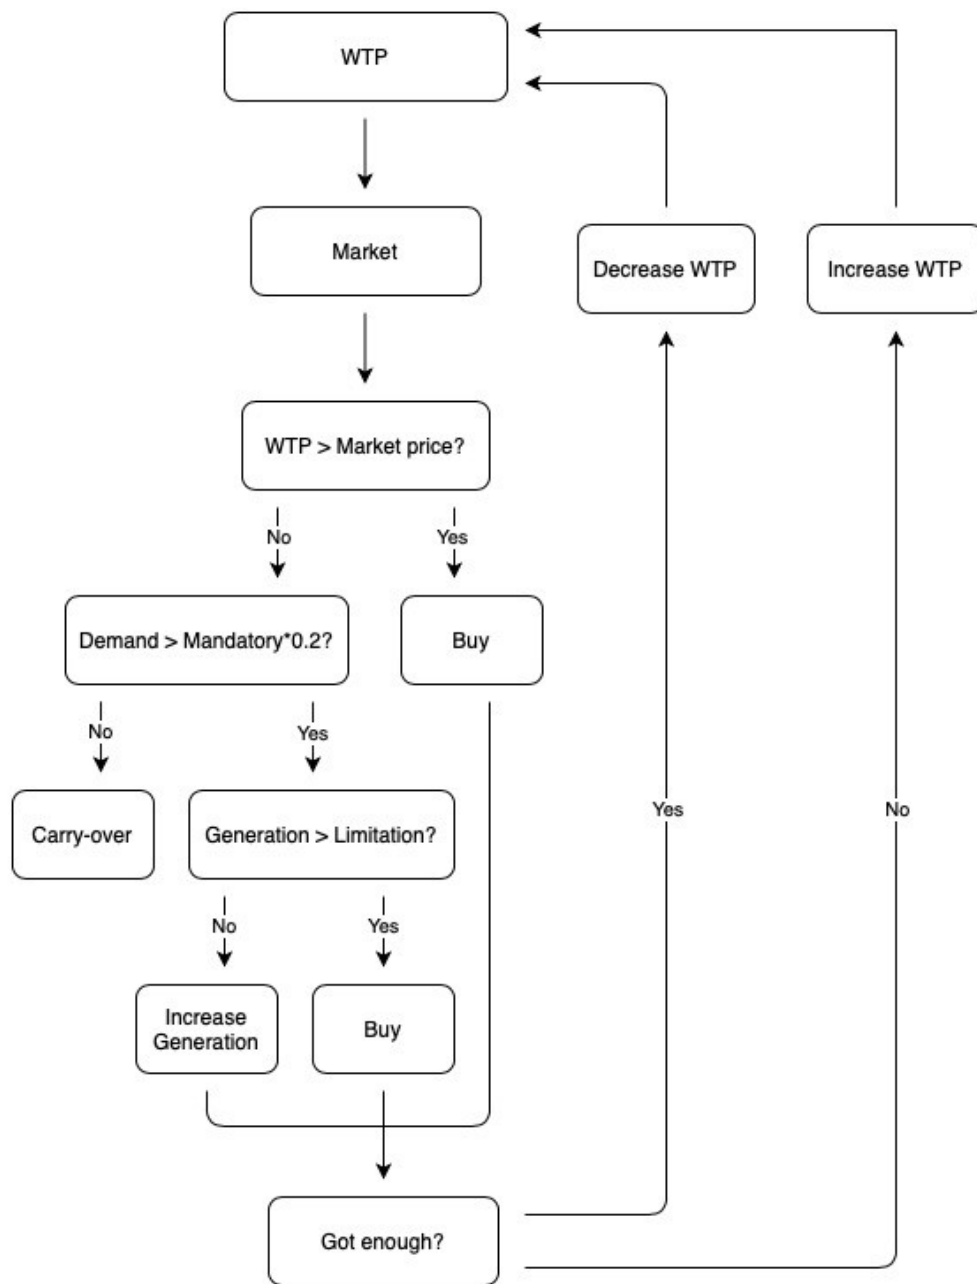 WTP
Market
Decrease WTP
Increase WTP
WTP > Market price?
No
Yes
Demand > Mandatory*0.2?
Buy
No
Yes
Carry-over
Generation > Limitation?
Yes
No
No
Yes
Increase
Generation
Buy
Got enough?